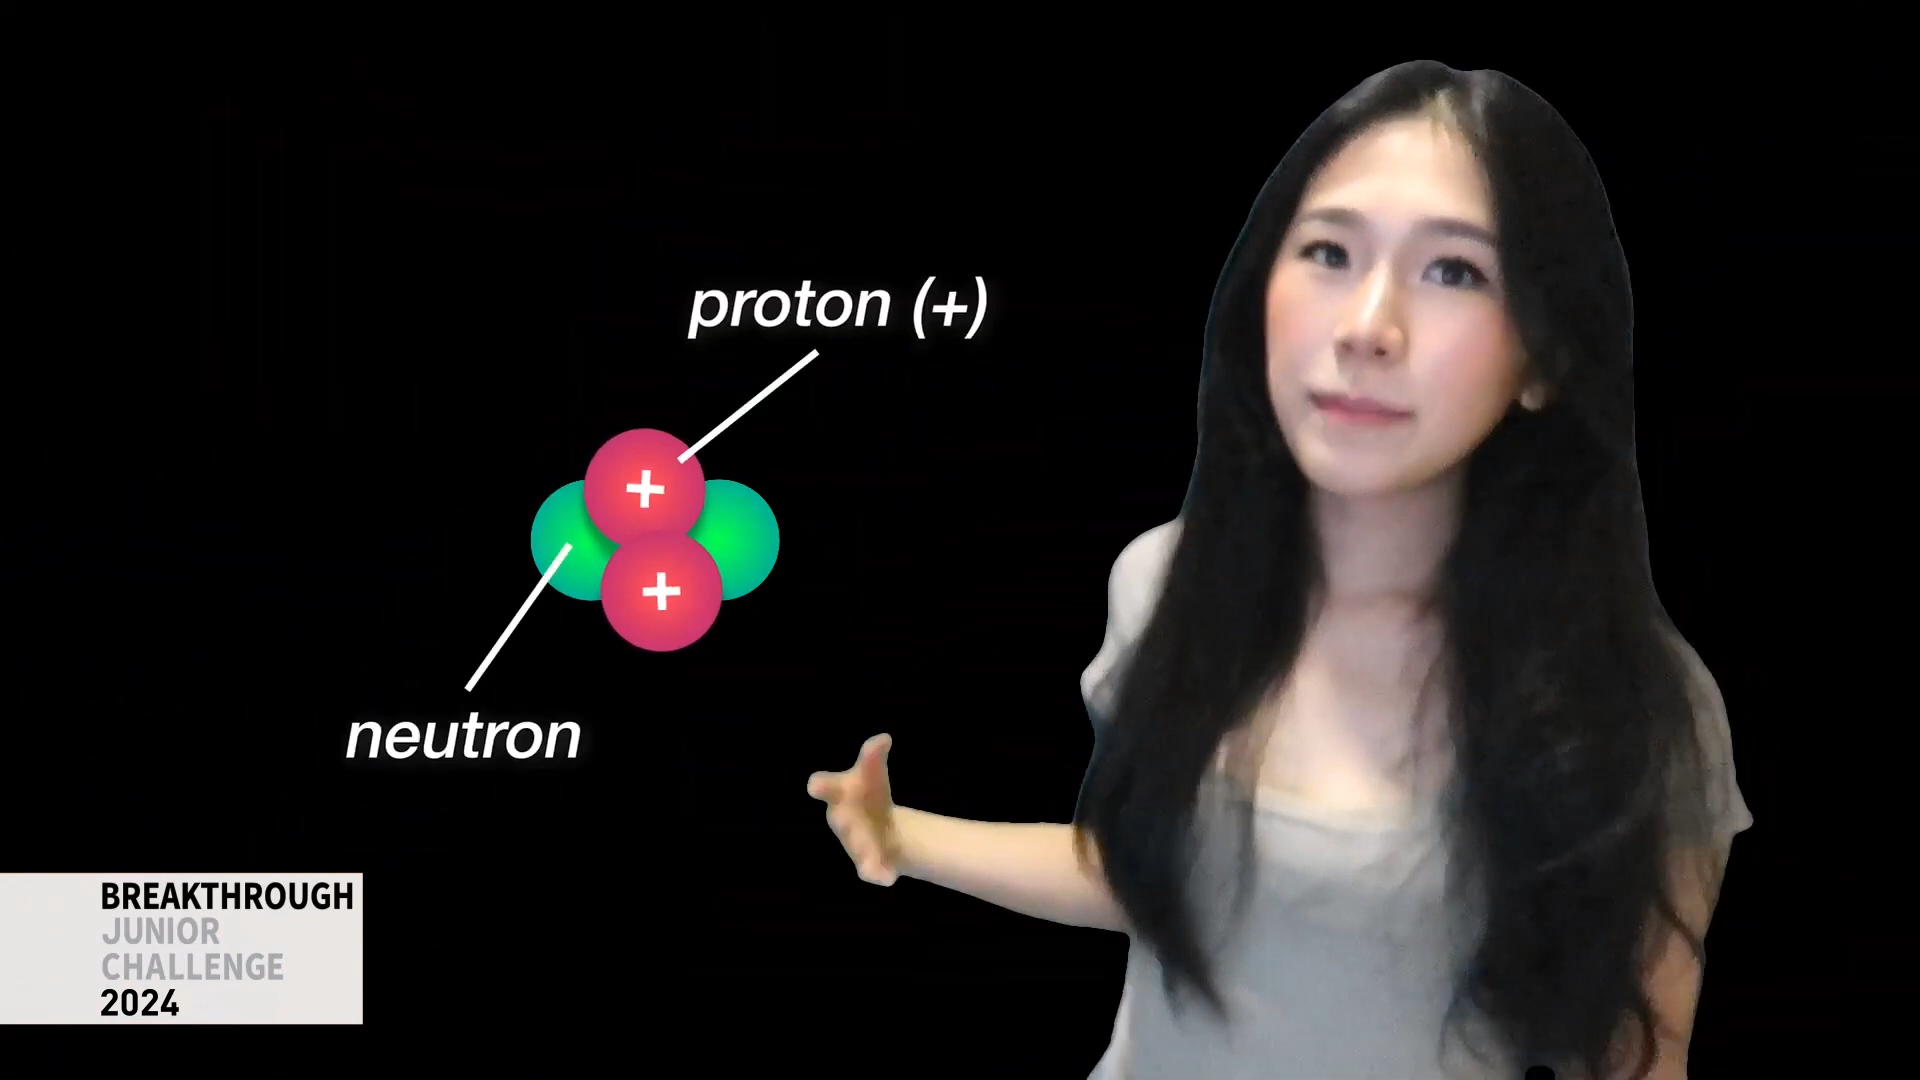 proton (+)
+
+
neutron
BREAKTHROUGH
JUNIOR
CHALLENGE
2024